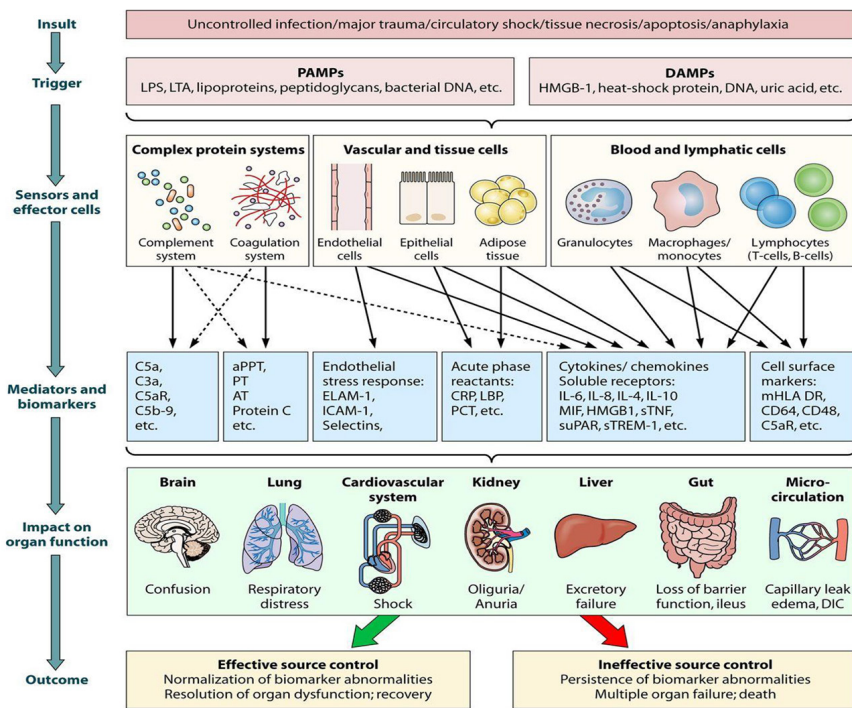 Insult
Uncontrolled infection/major trauma/circulatory shock/tissue necrosis/apoptosis/anaphylaxia
Trigger
PAMPs
LPS, LTA, lipoproteins, peptidoglycans, bacterial DNA, etc.
DAMPs
HMGB-1, heat-shock protein, DNA, uric acid, etc.
Sensors and
effector cells
Complex protein systems
Complement
system
Coagulation
system
Vascular and tissue cells
Endothelial
cells
Epithelial
cells
Adipose
tissue
Blood and lymphatic cells
Granulocytes
Macrophages/
monocytes
Lymphocytes
(T-cells, B-cells)
Mediators and
biomarkers
C5a,
C3a,
C5aR,
C5b-9,
etc.
aPPT,
PT
AT
Protein C
etc.
Endothelial
stress response:
ELAM-1,
ICAM-1,
Selectins,
Acute phase
reactants:
CRP, LBP,
PCT, etc.
Cytokines/ chemokines
Soluble receptors:
IL-6, IL-8, IL-4, IL-10
MIF, HMGB1, sTNF,
suPAR, sTREM-1, etc.
Cell surface
markers:
mHLA DR,
CD64, CD48,
C5aR, etc.
Impact on
organ function
Brain
Confusion
Lung
Respiratory
distress
Cardiovascular
system
Shock
Kidney
Oliguria/
Anuria
Liver
Excretory
failure
Gut
Loss of barrier
function, ileus
Micro-
circulation
Capillary leak
edema, DIC
Outcome
Effective source control
Normalization of biomarker abnormalities
Resolution of organ dysfunction; recovery
Ineffective source control
Persistence of biomarker abnormalities
Multiple organ failure; death